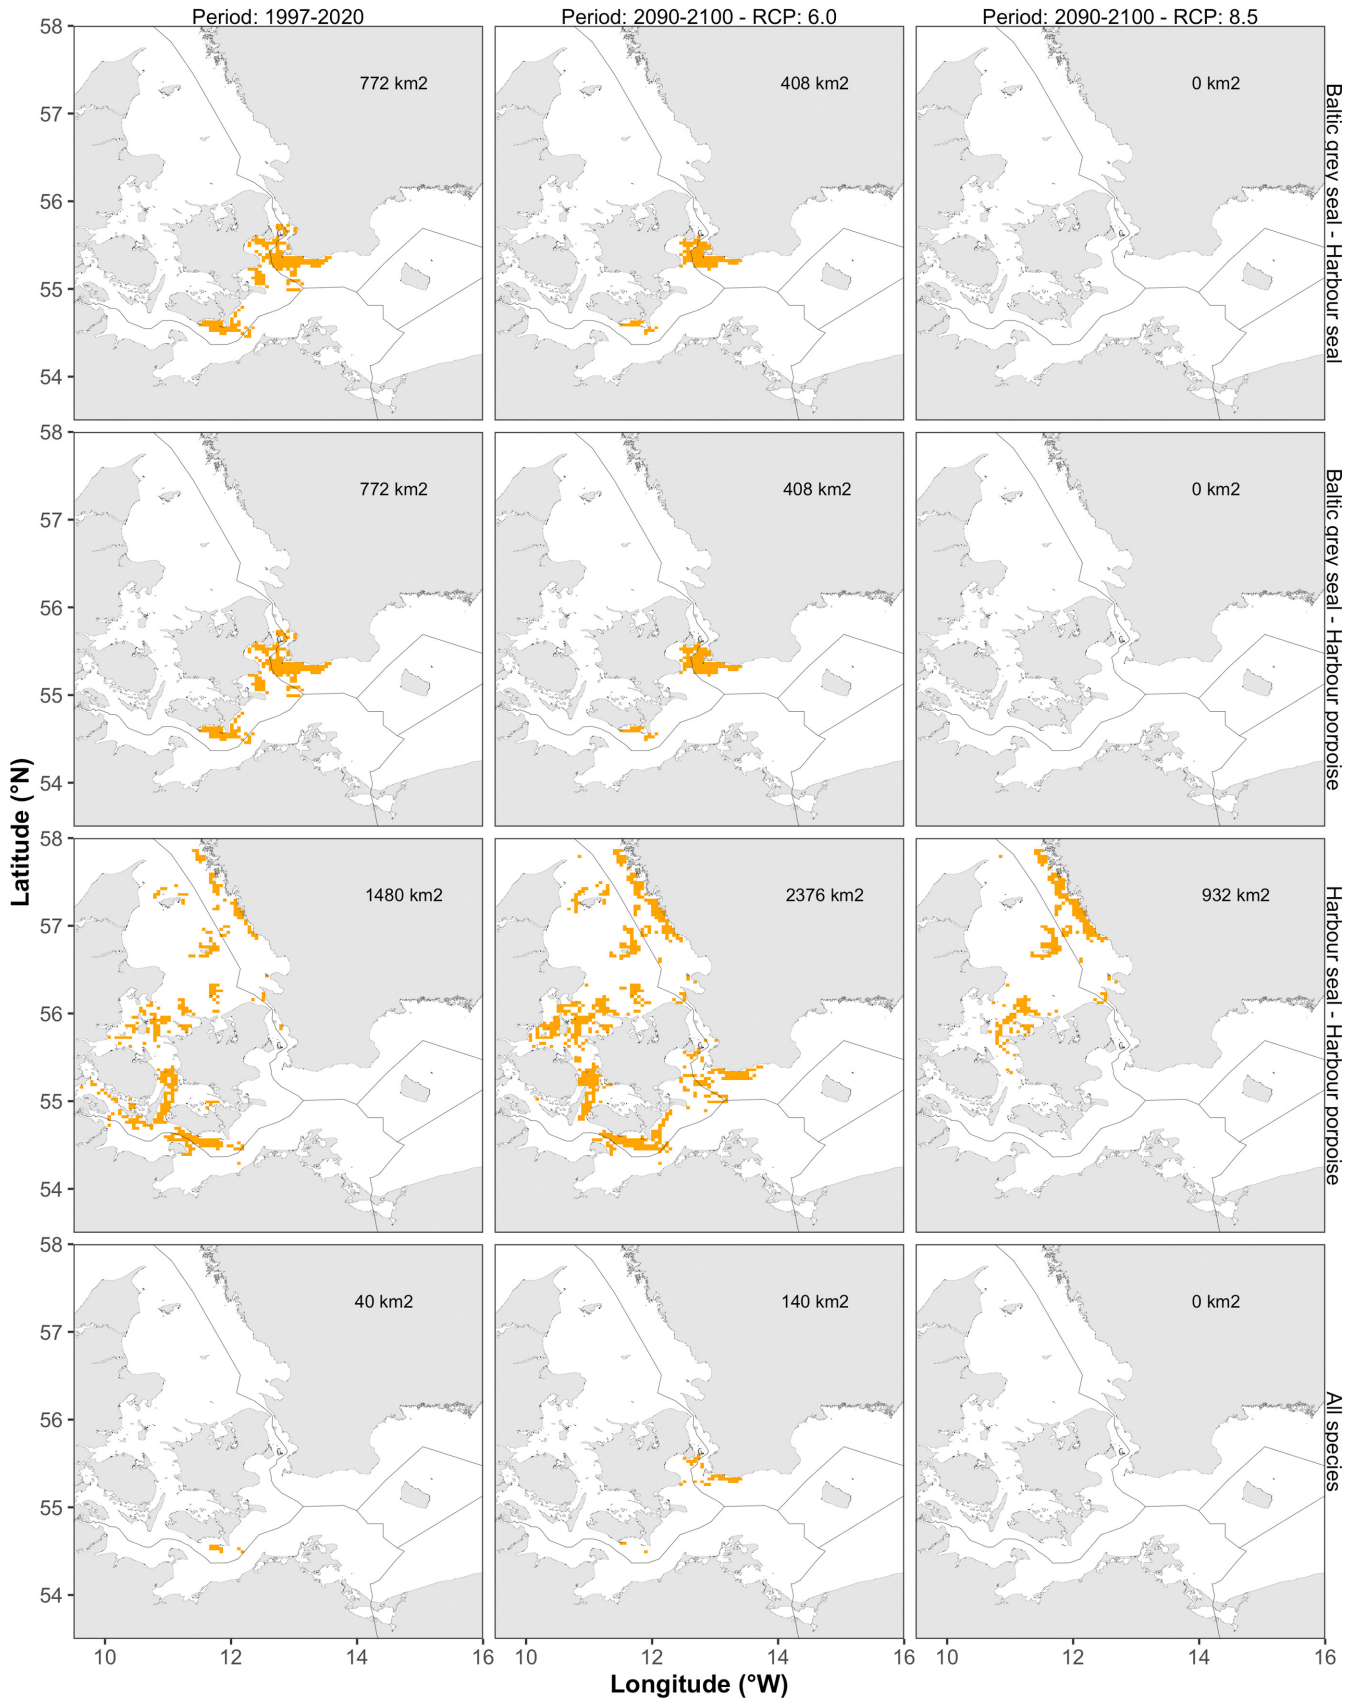 Period: 1997-2020
Period: 2090-2100 - RCP: 6.0
Period: 2090-2100 - RCP: 8.5
58
57
56
55
54
772 km2
408 km2
0 km2
Baltic grey seal - Harbour seal
58
57
56
55
54
772 km2
408 km2
0 km2
Baltic grey seal - Harbour porpoise
Latitude (°N)
58
57
56
55
54
1480 km2
2376 km2
932 km2
Harbour seal - Harbour porpoise
58
57
56
55
54
40 km2
140 km2
0 km2
All species
10 12 14 16
10 12 14 16
10 12 14 16
Longitude (°W)